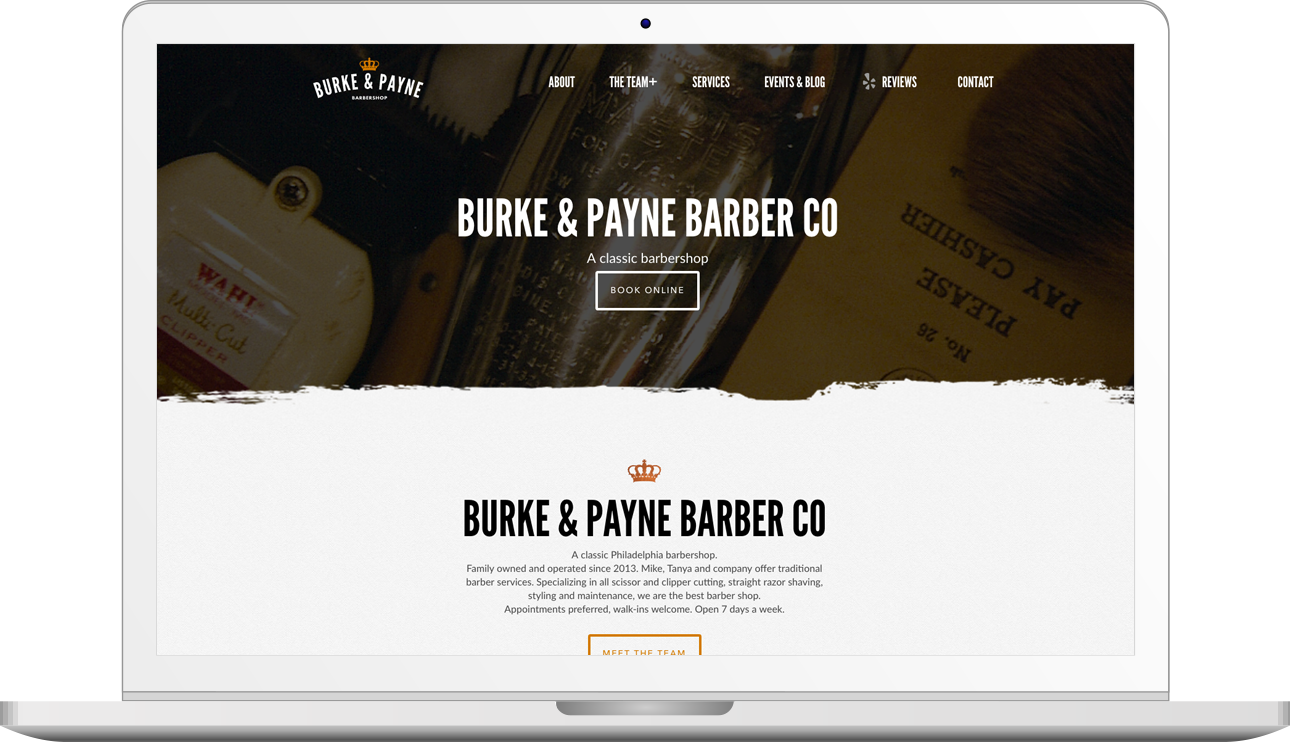 BURKE & PAYNE
BARBERSHOP
ABOUT
THE TEAM+
SERVICES
EVENTS & BLOG
REVIEWS
CONTACT
FOR
BURKE & PAYNE BARBER CO
A classic barbershop
BOOK ONLINE
WAHL
Multi-Cut
CLIPPER
PAY CASHIER
PLEASE
No. 26
BURKE & PAYNE BARBER CO
A classic Philadelphia barbershop.
Family owned and operated since 2013. Mike, Tanya and company offer traditional
barber services. Specializing in all scissor and clipper cutting, straight razor shaving,
styling and maintenance, we are the best barber shop.
Appointments preferred, walk-ins welcome. Open 7 days a week.
MEET THE TEAM